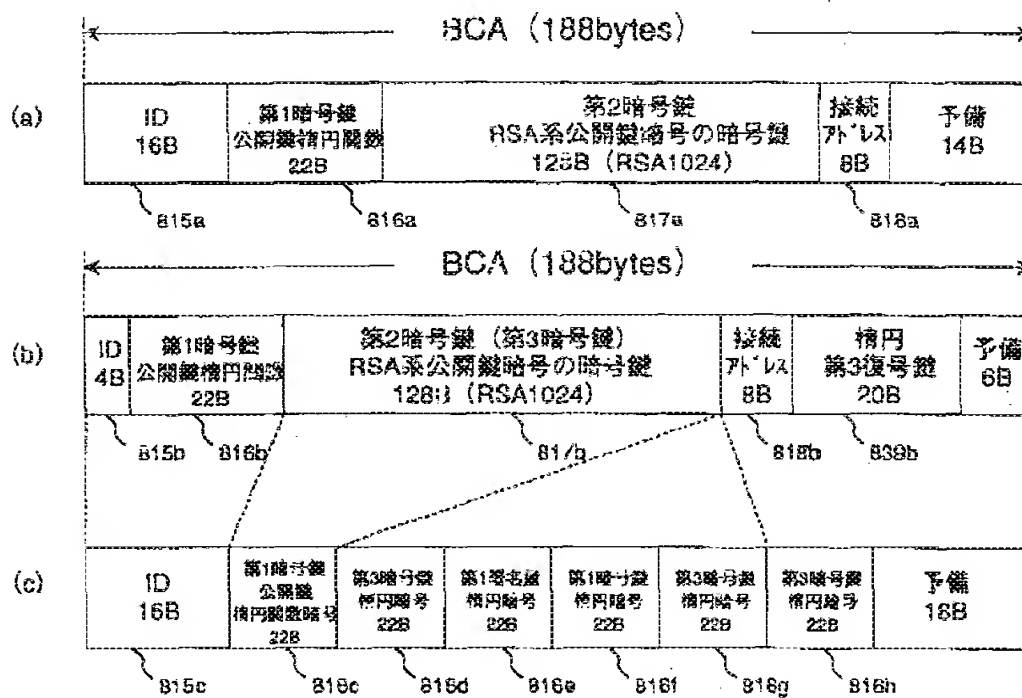 BCA (188bytes)
(a)
ID
16B
第1暗号鍵
公開鍵楕円関数
22B
第2暗号鍵
RSA系公開鍵暗号の暗号鍵
128B (RSA1024)
接続
アドレス
8B
予備
14B
815a
816a
817a
818a
BCA (188bytes)
(b)
ID
4B
第1暗号鍵
公開鍵楕円関数
22B
第2暗号鍵 (第3暗号鍵)
RSA系公開鍵暗号の暗号鍵
128B (RSA1024)
接続
アドレス
8B
楕円
第3復号鍵
20B
予備
6B
815b
816b
817b
818b
839b
(c)
ID
16B
第1暗号鍵
公開鍵
楕円関数暗号
22B
第3暗号鍵
楕円暗号
22B
第1署名鍵
楕円暗号
22B
第1暗号鍵
楕円暗号
22B
第3暗号鍵
楕円暗号
22B
第3暗号鍵
楕円暗号
22B
予備
18B
815c
816c
816d
816e
816f
816g
816h